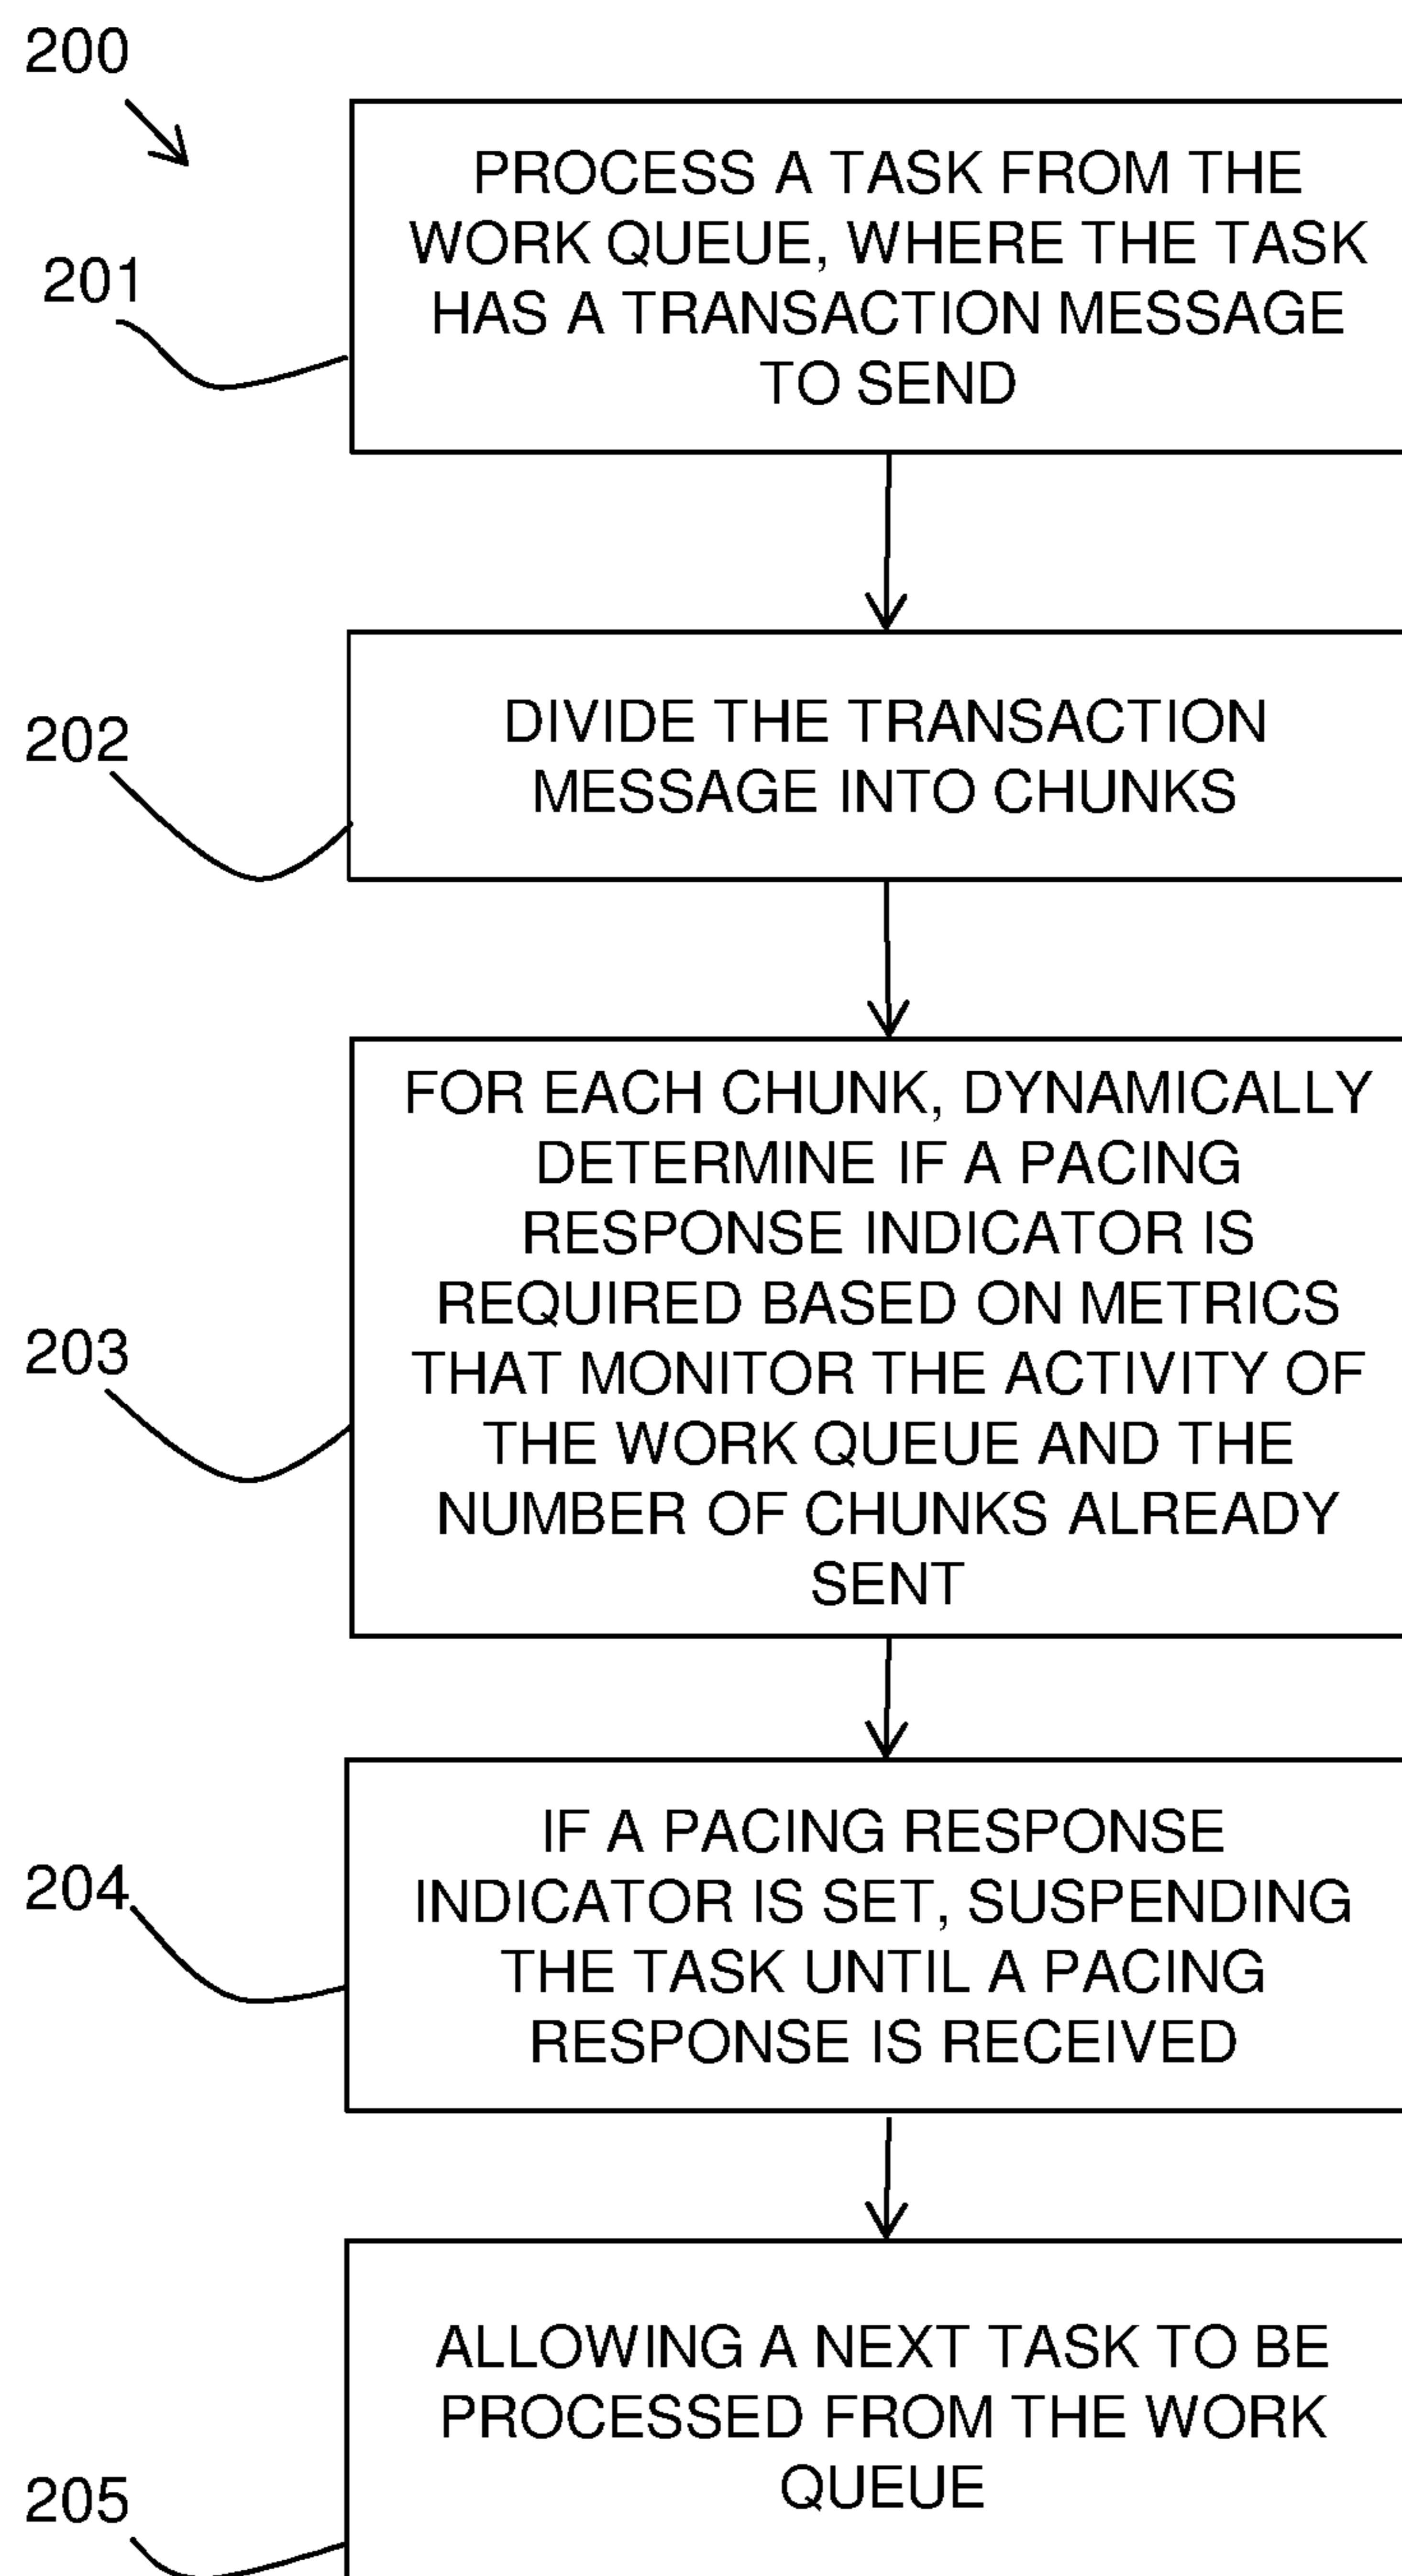 200
PROCESS A TASK FROM THE
WORK QUEUE, WHERE THE TASK
HAS A TRANSACTION MESSAGE
TO SEND
201
DIVIDE THE TRANSACTION
MESSAGE INTO CHUNKS
202
FOR EACH CHUNK, DYNAMICALLY
DETERMINE IF A PACING
RESPONSE INDICATOR IS
REQUIRED BASED ON METRICS
THAT MONITOR THE ACTIVITY OF
THE WORK QUEUE AND THE
NUMBER OF CHUNKS ALREADY
SENT
203
IF A PACING RESPONSE
INDICATOR IS SET, SUSPENDING
THE TASK UNTIL A PACING
RESPONSE IS RECEIVED
204
ALLOWING A NEXT TASK TO BE
PROCESSED FROM THE WORK
QUEUE
205